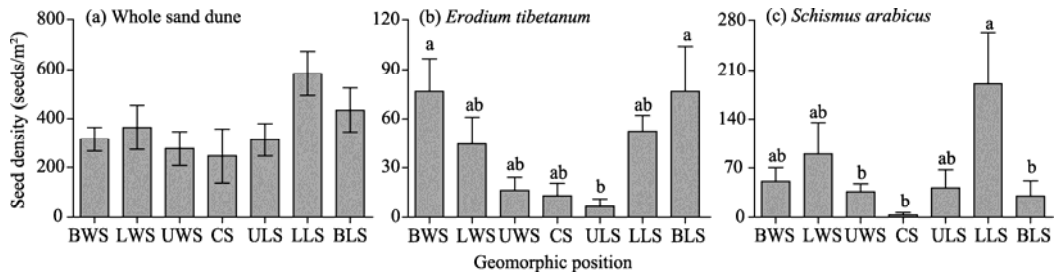 (a) Whole sand dune
(b) Erodium tibetanum
(c) Schismus arabicus
Seed density (seeds/m²)
800
600
400
200
0
BWS LWS UWS CS ULS LLS BLS
120
90
60
30
0
a
ab
ab
ab
b
ab
a
BWS LWS UWS CS ULS LLS BLS
280
210
140
70
0
ab
ab
b
b
ab
a
b
BWS LWS UWS CS ULS LLS BLS
Geomorphic position